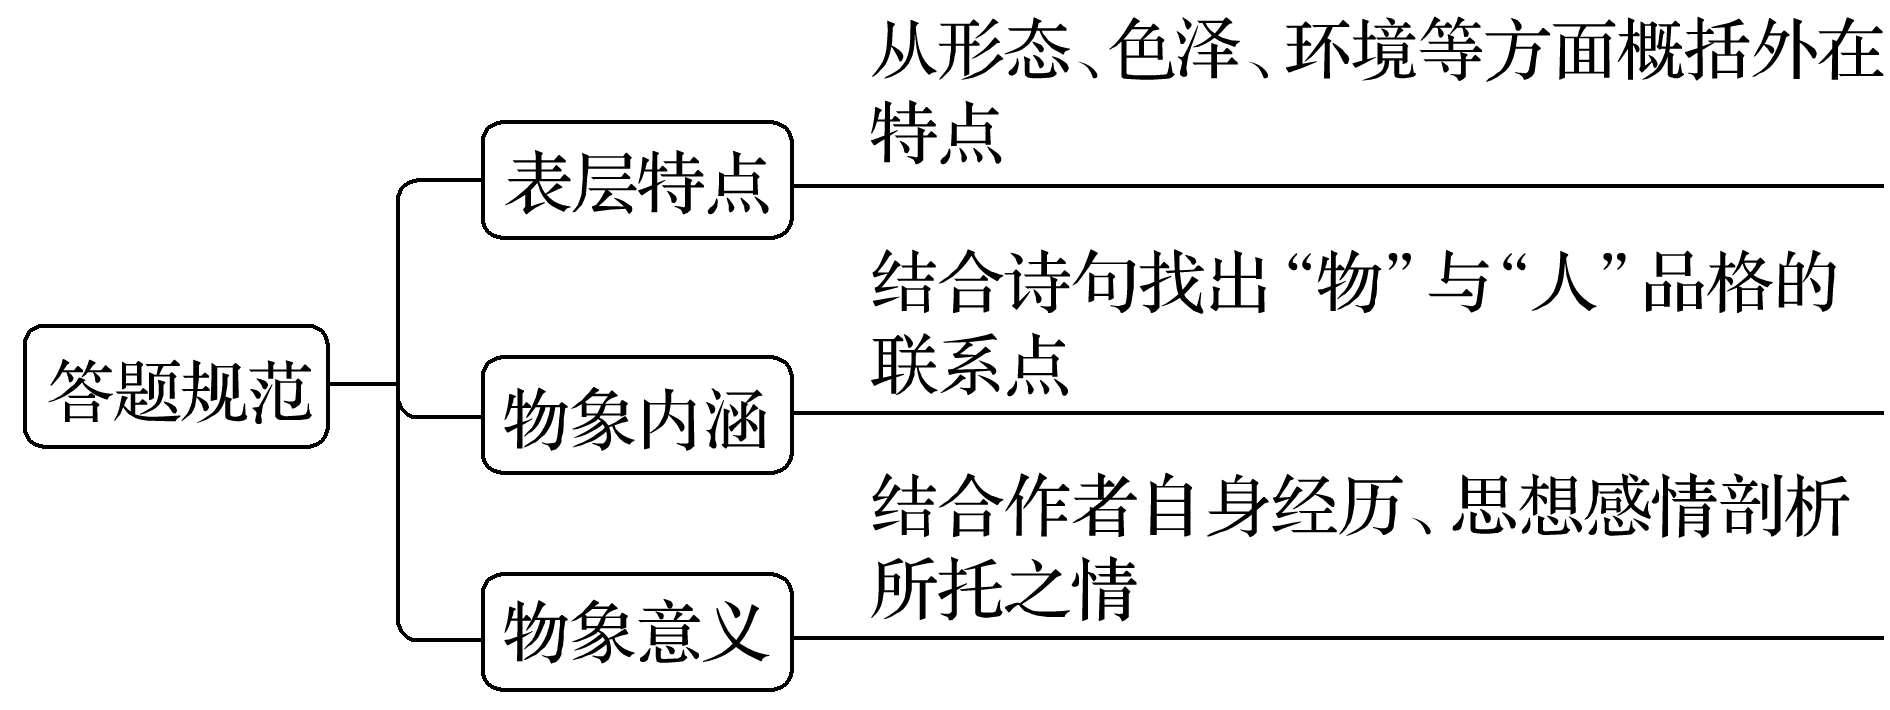 答题规范
表层特点
从形态、色泽、环境等方面概括外在
特点
物象内涵
结合诗句找出“物”与“人”品格的
联系点
物象意义
结合作者自身经历、思想感情剖析
所托之情